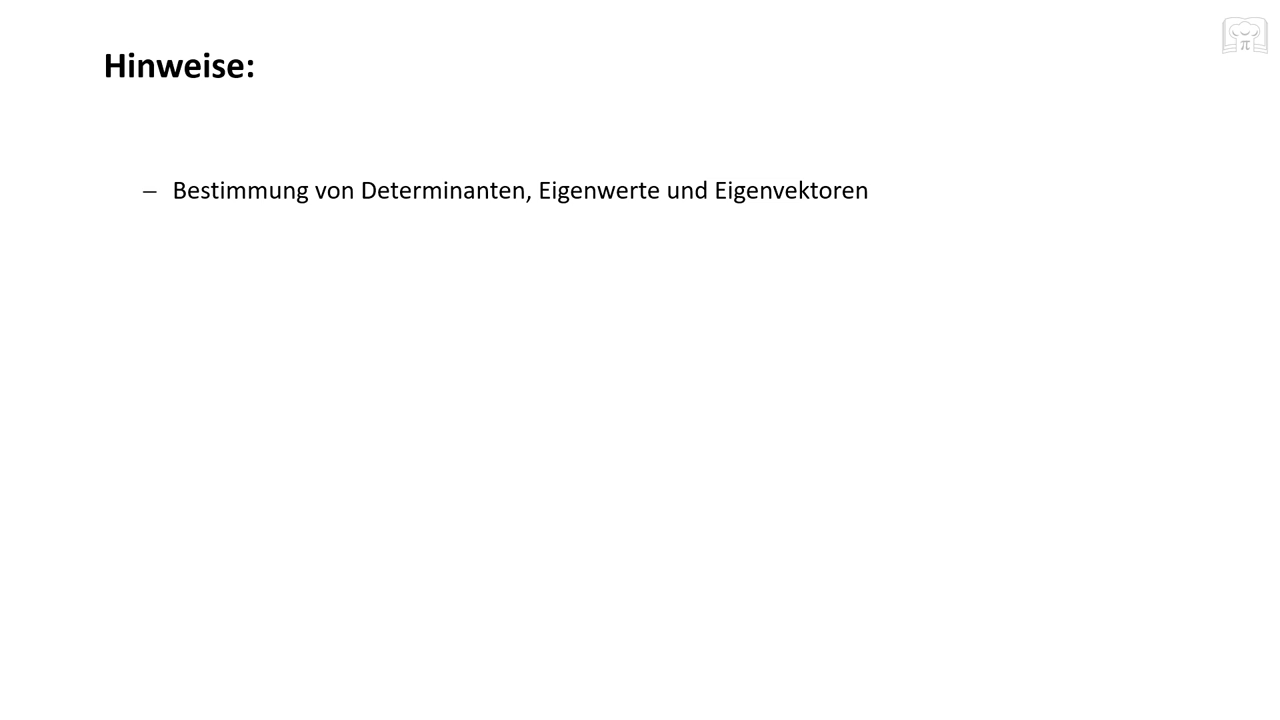 Hinweise:
– Bestimmung von Determinanten, Eigenwerte und Eigenvektoren
π